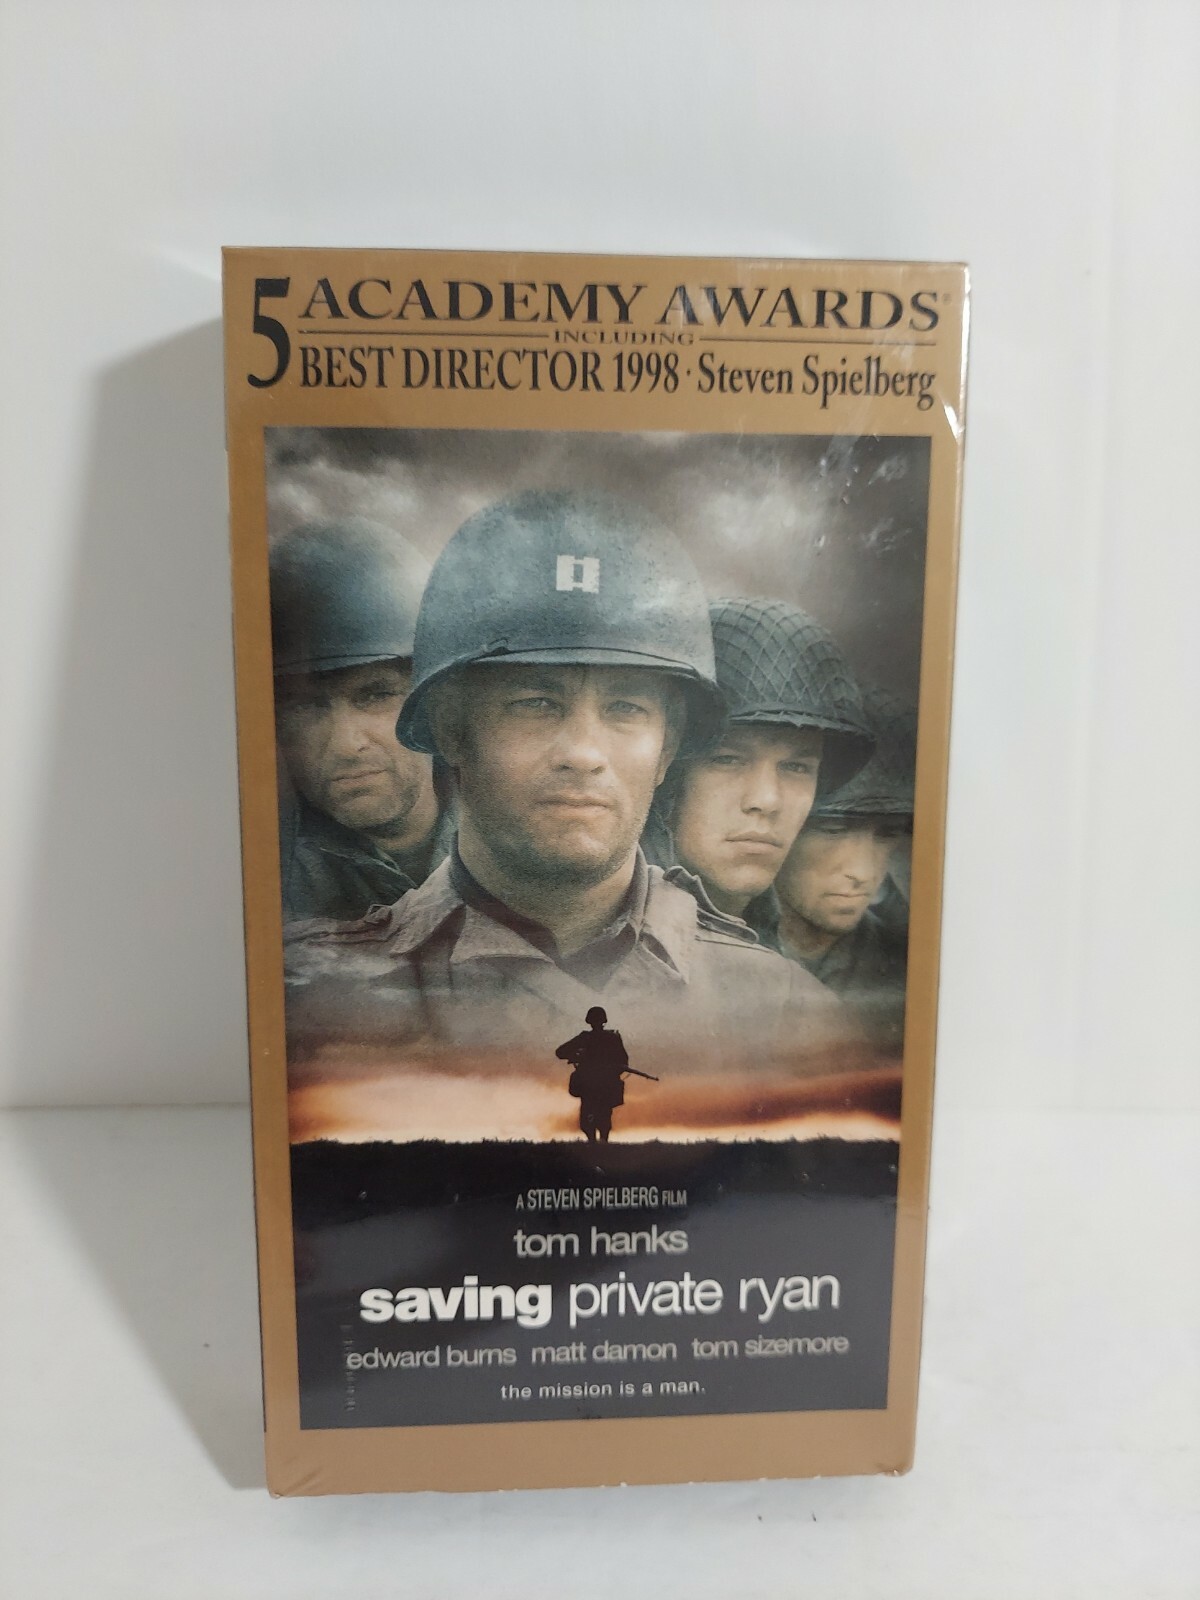 5 ACADEMY AWARDS®
INCLUDING
BEST DIRECTOR 1998 · Steven Spielberg
A STEVEN SPIELBERG FILM
tom hanks
saving private ryan
edward burns matt damon tom sizemore
the mission is a man.